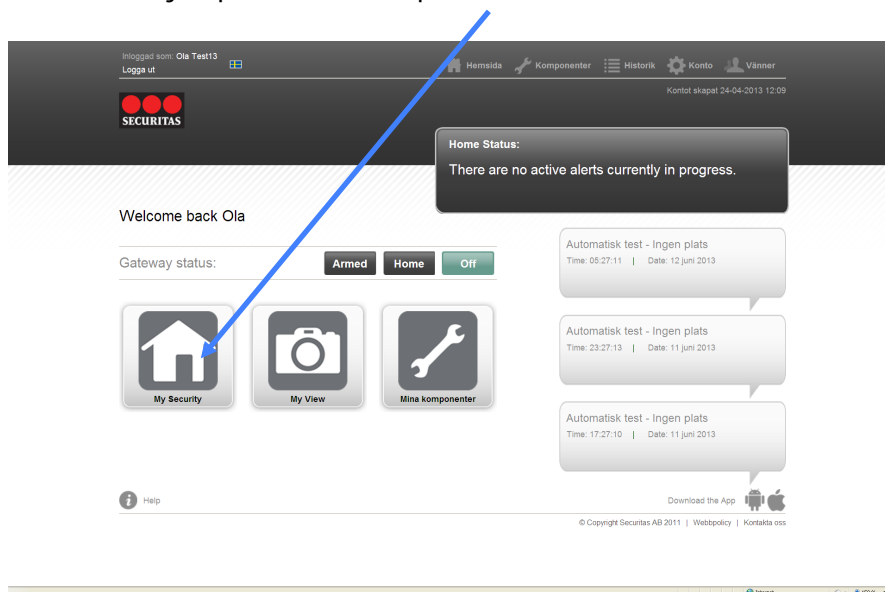 Inloggad som: Ola Test13
Logga ut
Hemsida Komponenter Historik Konto Vänner
Kontot skapat 24-04-2013 12:09
SECURITAS
Home Status:
There are no active alerts currently in progress.
Welcome back Ola
Gateway status: Armed Home Off
Automatisk test - Ingen plats
Time: 05:27:11 | Date: 12 juni 2013
Automatisk test - Ingen plats
Time: 23:27:13 | Date: 11 juni 2013
Automatisk test - Ingen plats
Time: 17:27:10 | Date: 11 juni 2013
My Security My View Mina komponenter
Help
Download the App
© Copyright Securitas AB 2011 | Webbpolicy | Kontakta oss